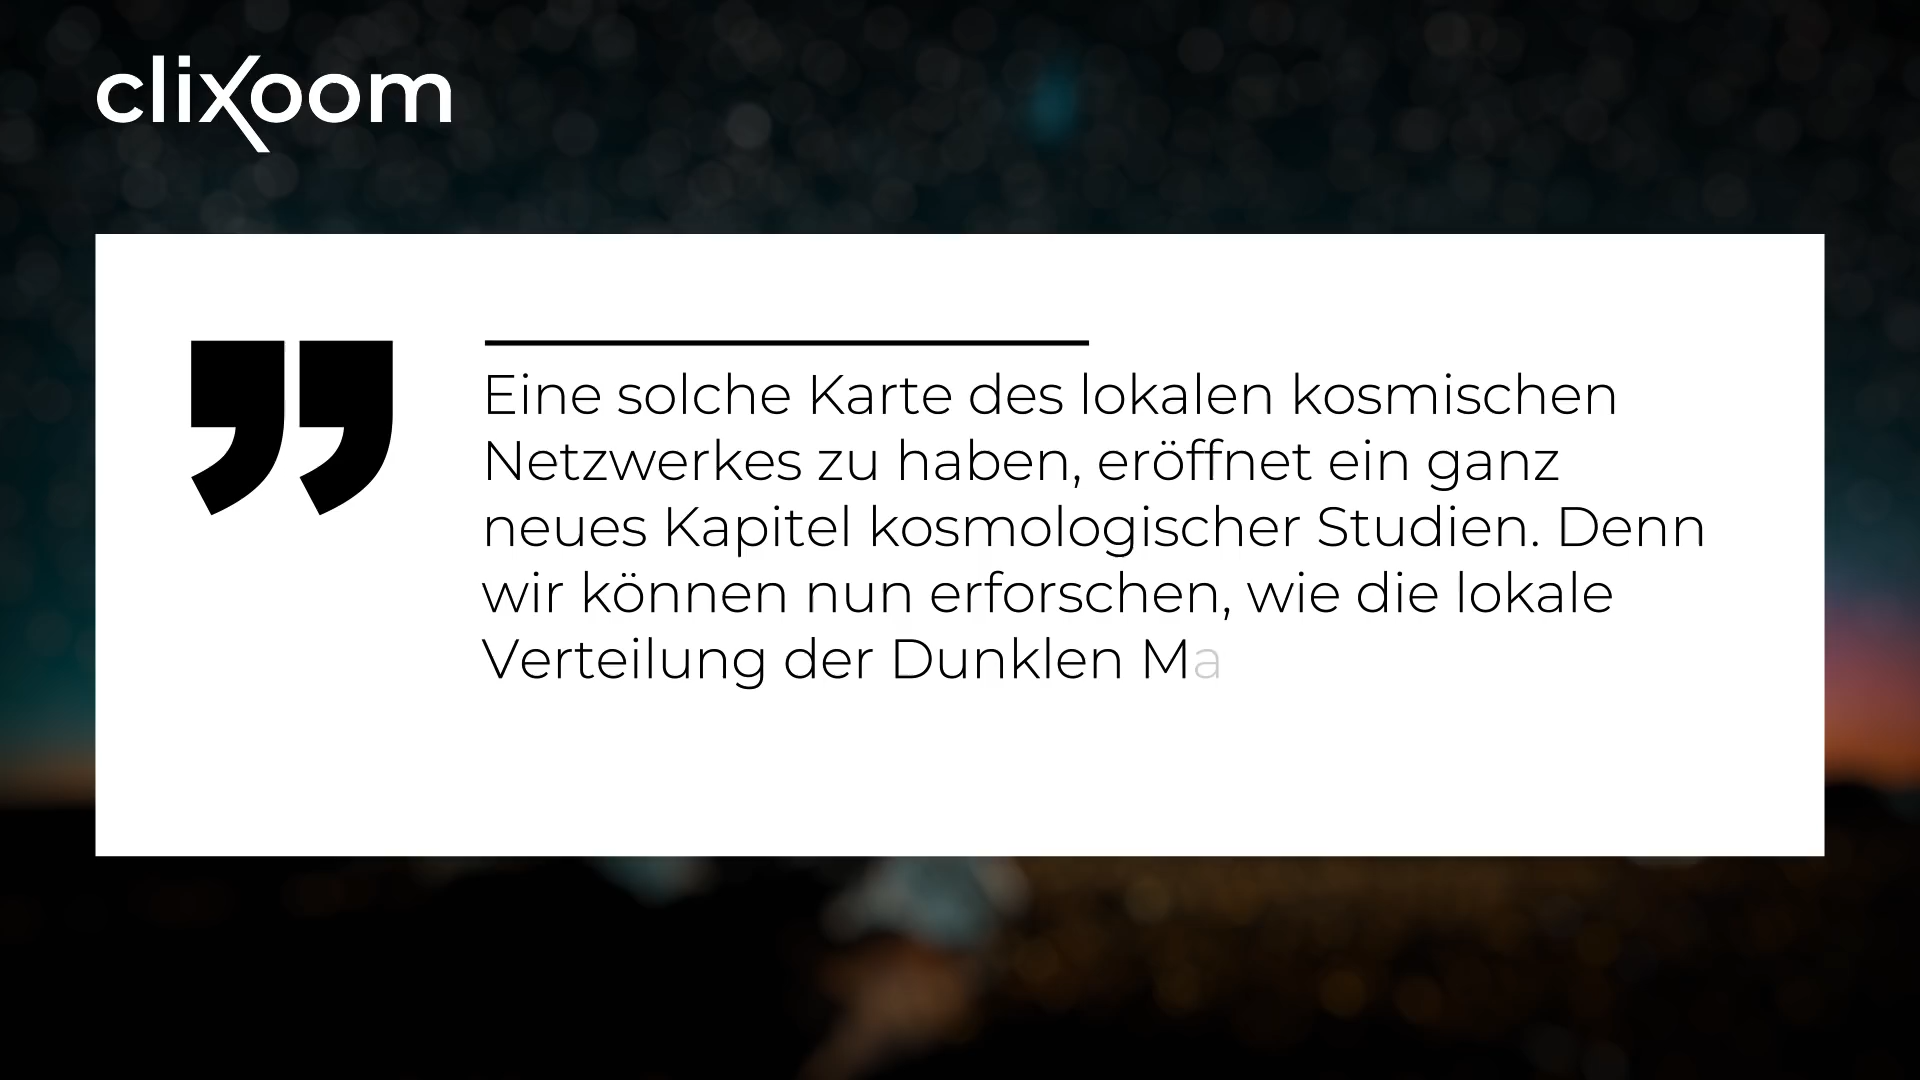 clixoom
Eine solche Karte des lokalen kosmischen
Netzwerkes zu haben, eröffnet ein ganz
neues Kapitel kosmologischer Studien. Denn
wir können nun erforschen, wie die lokale
Verteilung der Dunklen Ma